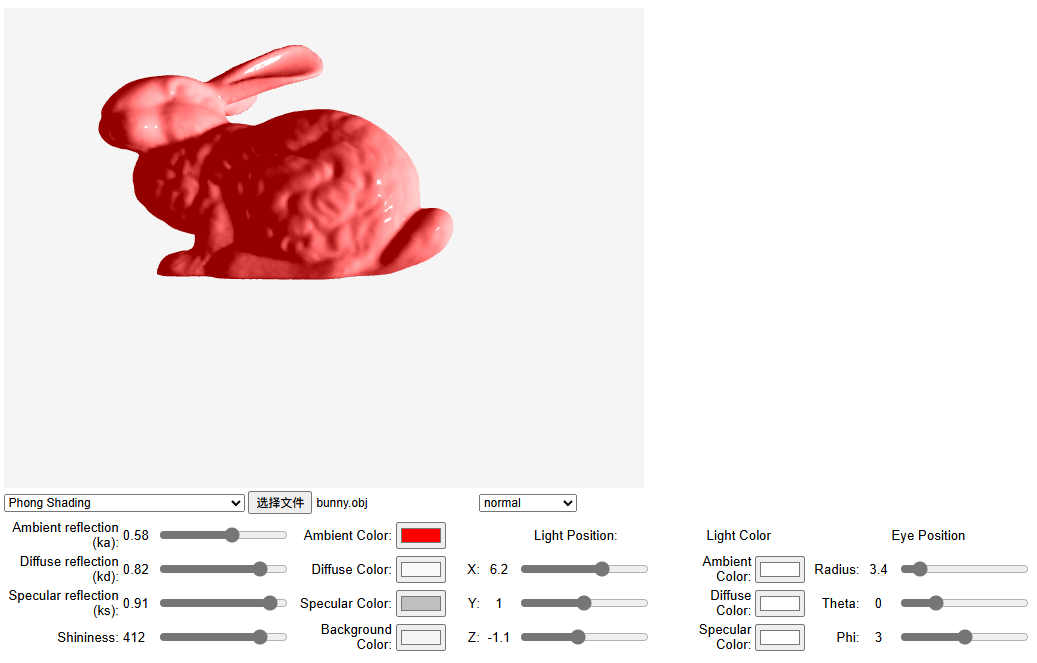 Phong Shading 选择文件 bunny.obj normal
Ambient reflection
(ka): 0.58 Ambient Color: Light Position: Light Color Eye Position
Diffuse reflection
(kd): 0.82 Diffuse Color: X: 6.2 Ambient
Color: Radius: 3.4
Specular reflection
(ks): 0.91 Specular Color: Y: 1 Diffuse
Color: Theta: 0
Shininess: 412 Background
Color: Z: -1.1 Specular
Color: Phi: 3